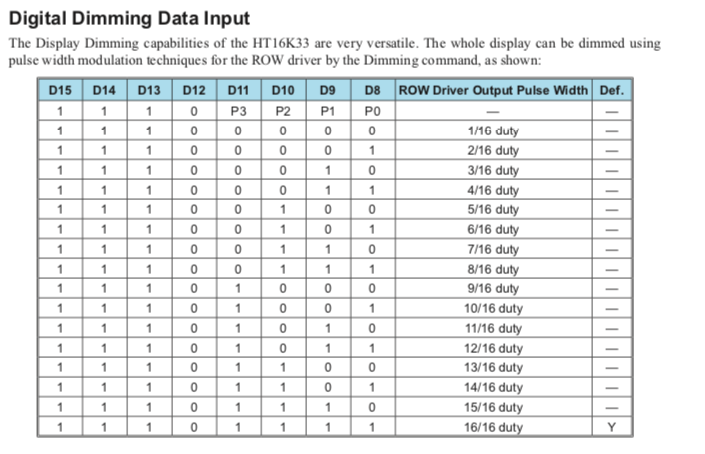 Digital Dimming Data Input
The Display Dimming capabilities of the HT16K33 are very versatile. The whole display can be dimmed using
pulse width modulation techniques for the ROW driver by the Dimming command, as shown:
D15 D14 D13 D12 D11 D10 D9 D8 ROW Driver Output Pulse Width Def.
1 1 1 0 P3 P2 P1 P0 — —
1 1 1 0 0 0 0 0 1/16 duty —
1 1 1 0 0 0 0 1 2/16 duty —
1 1 1 0 0 0 1 0 3/16 duty —
1 1 1 0 0 0 1 1 4/16 duty —
1 1 1 0 0 1 0 0 5/16 duty —
1 1 1 0 0 1 0 1 6/16 duty —
1 1 1 0 0 1 1 0 7/16 duty —
1 1 1 0 0 1 1 1 8/16 duty —
1 1 1 0 1 0 0 0 9/16 duty —
1 1 1 0 1 0 0 1 10/16 duty —
1 1 1 0 1 0 1 0 11/16 duty —
1 1 1 0 1 0 1 1 12/16 duty —
1 1 1 0 1 1 0 0 13/16 duty —
1 1 1 0 1 1 0 1 14/16 duty —
1 1 1 0 1 1 1 0 15/16 duty —
1 1 1 0 1 1 1 1 16/16 duty Y